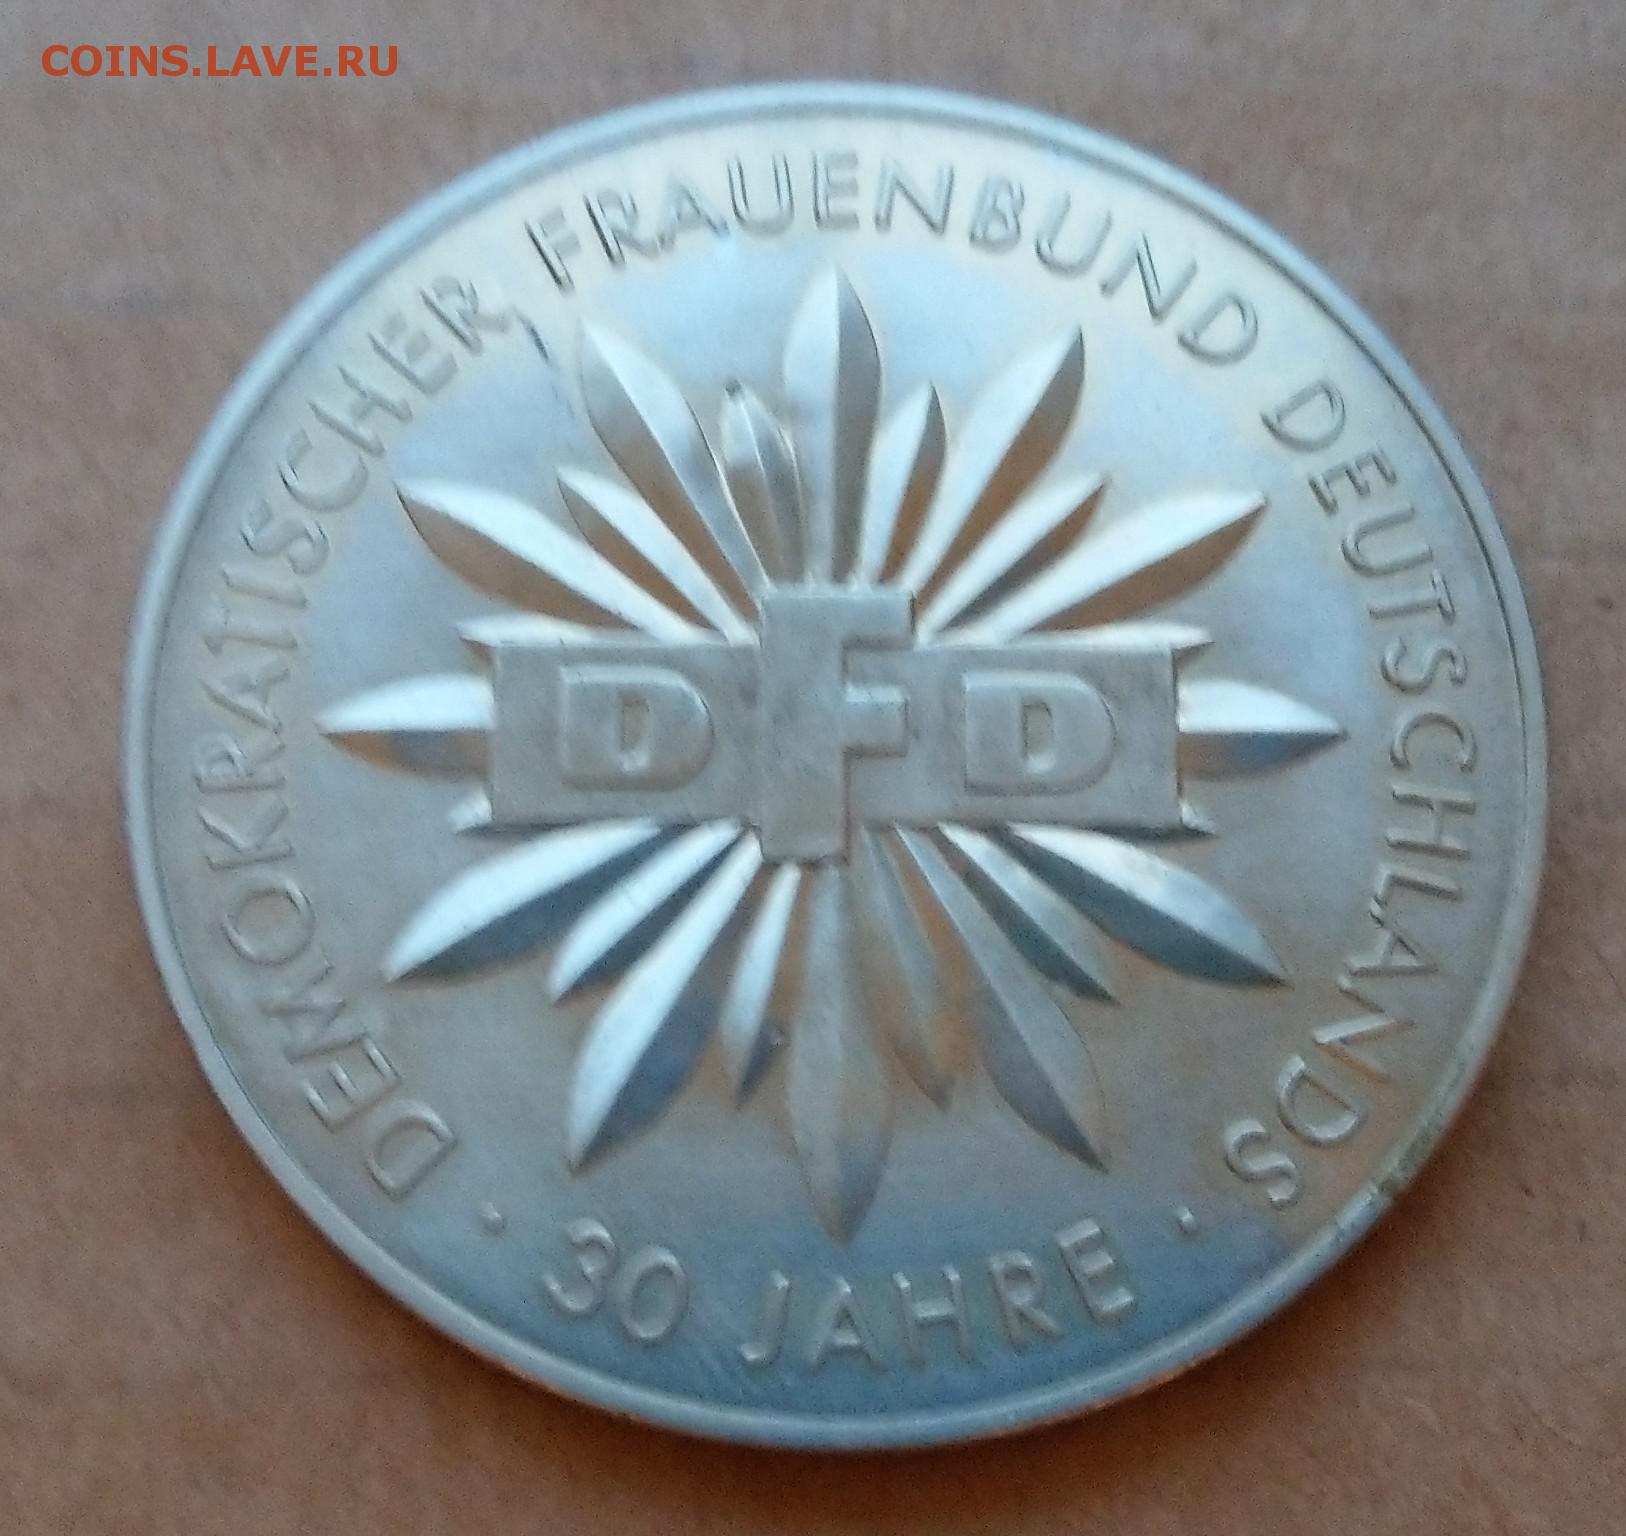 COINS.LAVE.RU
DEMOKRATISCHER FRAUENBUND DEUTSCHLANDS
DFD
· 30 JAHRE ·